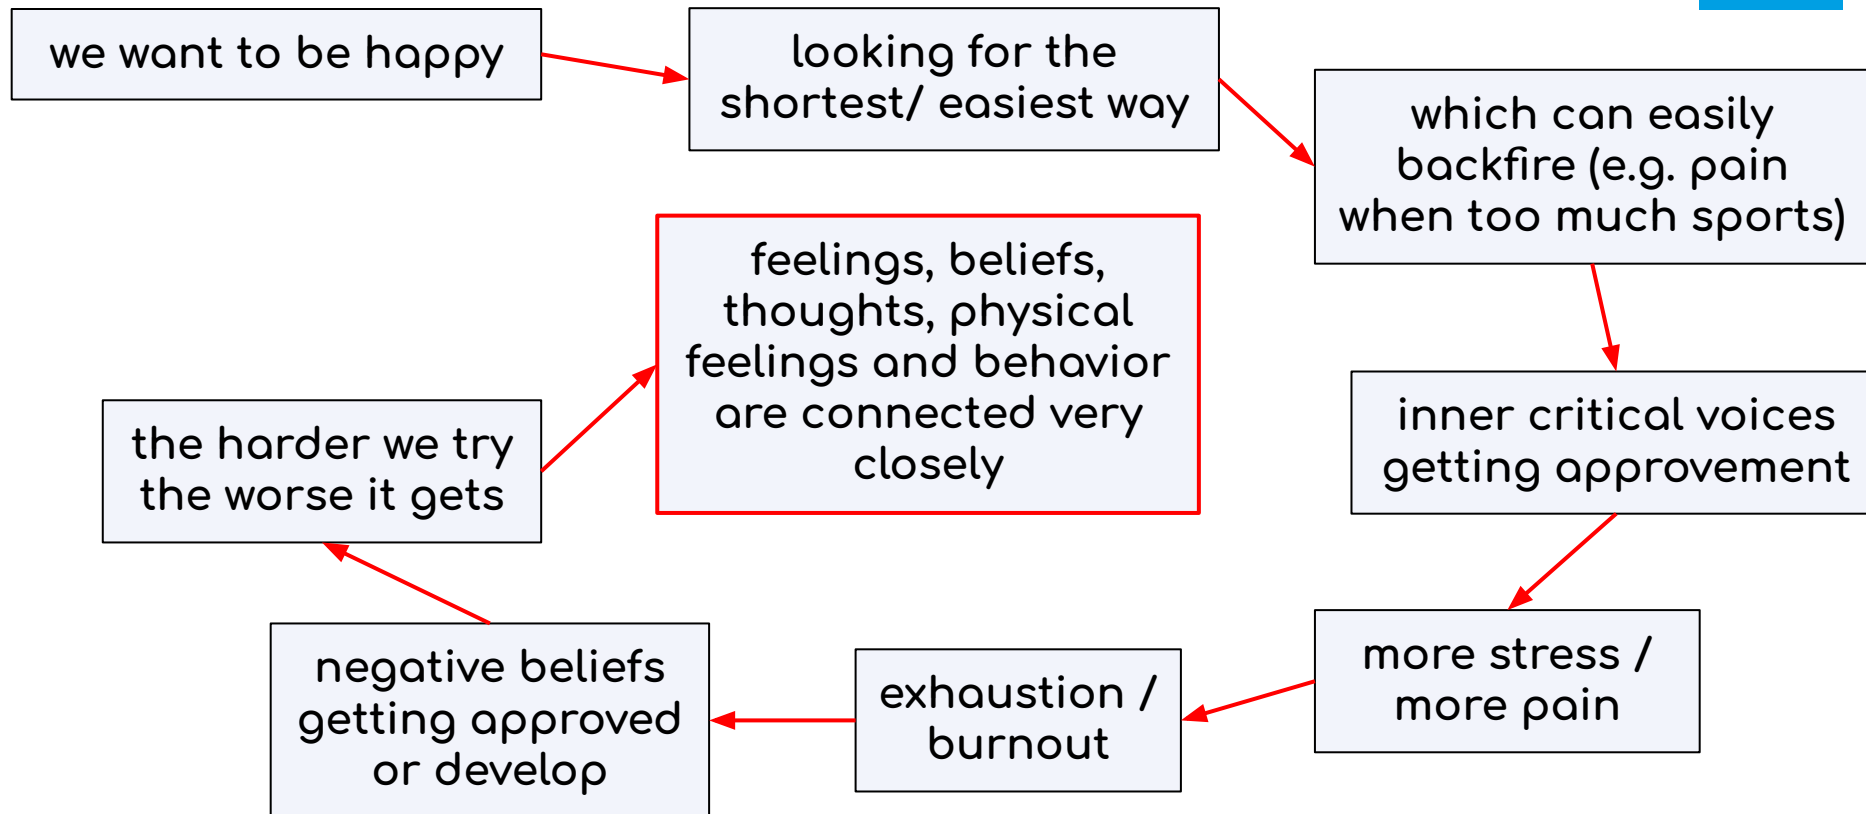 we want to be happy
looking for the
shortest/ easiest way
which can easily
backfire (e.g. pain
when too much sports)
inner critical voices
getting approvement
more stress /
more pain
exhaustion /
burnout
negative beliefs
getting approved
or develop
the harder we try
the worse it gets
feelings, beliefs,
thoughts, physical
feelings and behavior
are connected very
closely